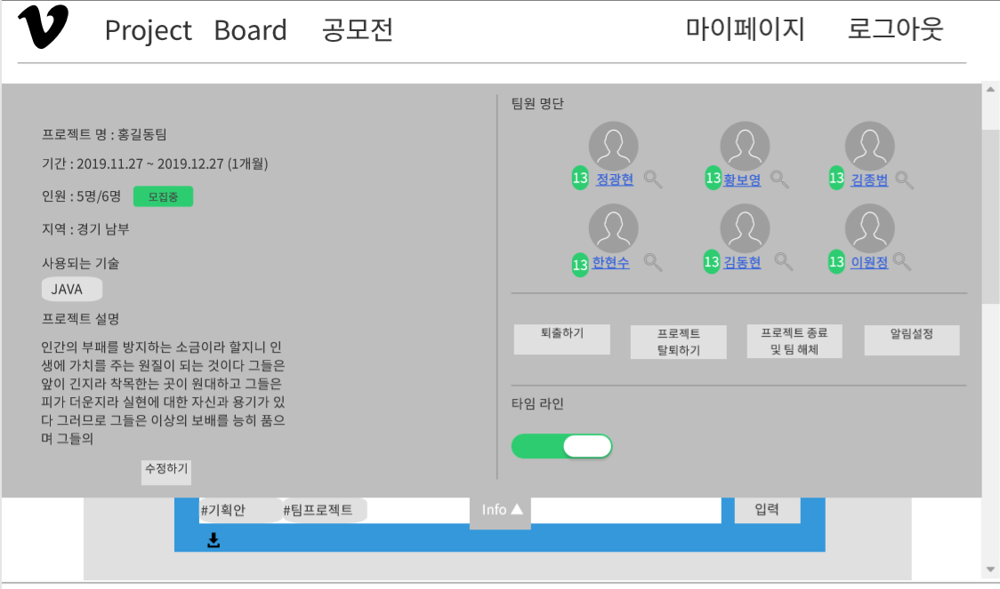 Project Board 공모전 마이페이지 로그아웃
프로젝트 명 : 홍길동팀
기간 : 2019.11.27 ~ 2019.12.27 (1개월)
인원 : 5명/6명 모집중
지역 : 경기 남부
사용되는 기술
JAVA
프로젝트 설명
인간의 부패를 방지하는 소금이라 할지니 인
생에 가치를 주는 원질이 되는 것이다 그들은
앞이 긴지라 착목한는 곳이 원대하고 그들은
피가 더운지라 실현에 대한 자신과 용기가 있
다 그러므로 그들은 이상의 보배를 능히 품으
며 그들의
수정하기
팀원 명단
13 정광현 13 황보영 13 김종범
13 한현수 13 김동현 13 이원정
퇴출하기
프로젝트
탈퇴하기
프로젝트 종료
및 팀 해체
알림설정
타임 라인
#기획안 #팀프로젝트 Info ▲ 입력